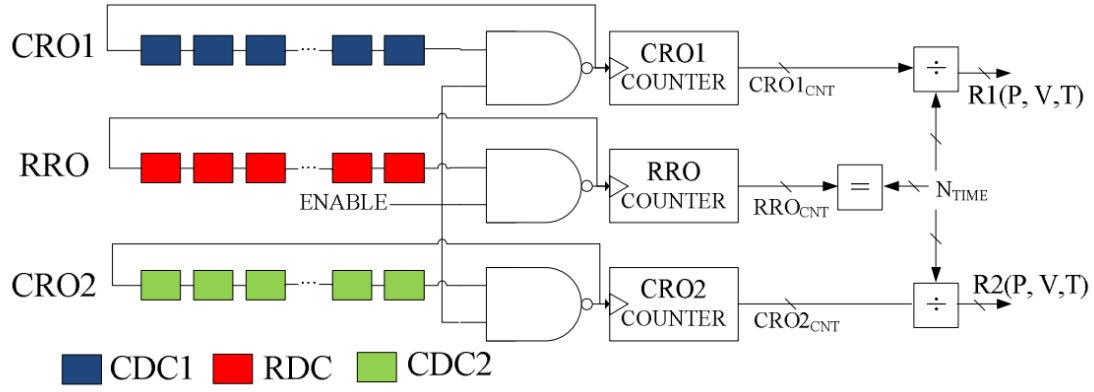 CRO1
CRO1
COUNTER
CRO1CNT
÷
R1(P, V,T)
RRO
ENABLE
RRO
COUNTER
RROCNT
=
NTIME
CRO2
CRO2
COUNTER
CRO2CNT
÷
R2(P, V,T)
CDC1 RDC CDC2